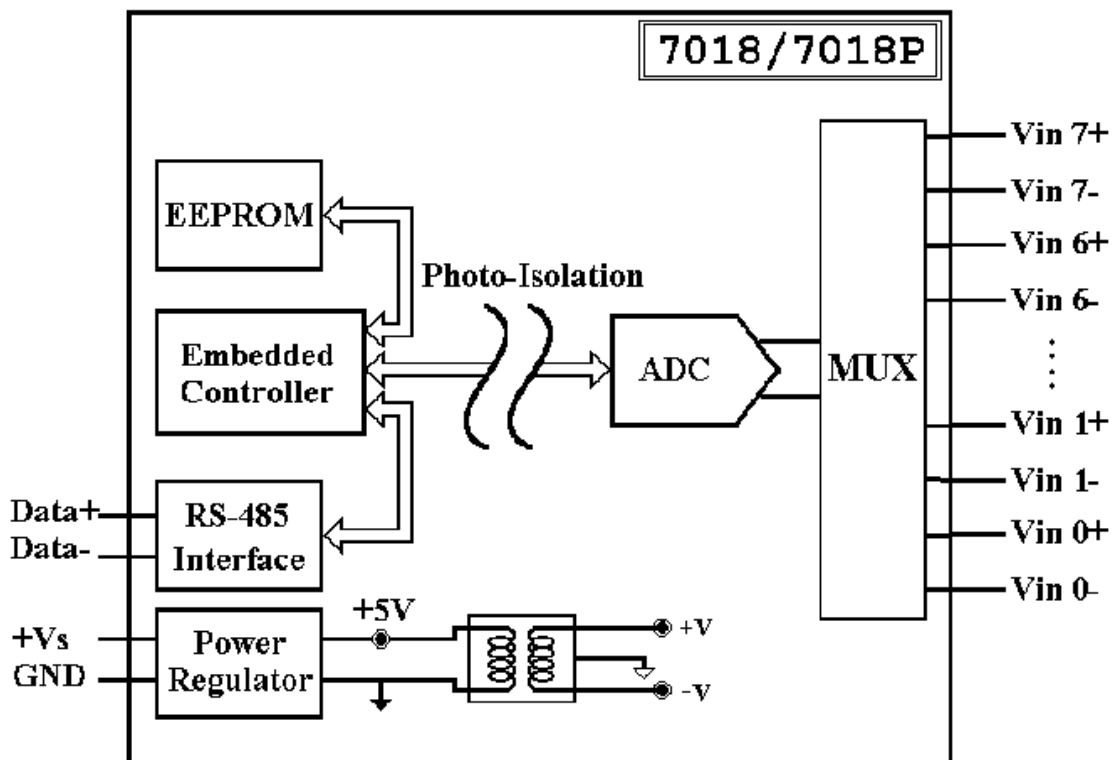 7018/7018P
EEPROM
Photo-Isolation
Embedded
Controller
ADC
MUX
Vin 7+
Vin 7-
Vin 6+
Vin 6-
Vin 1+
Vin 1-
Vin 0+
Vin 0-
Data+
Data-
RS-485
Interface
+Vs
GND
Power
Regulator
+5V
+V
-V